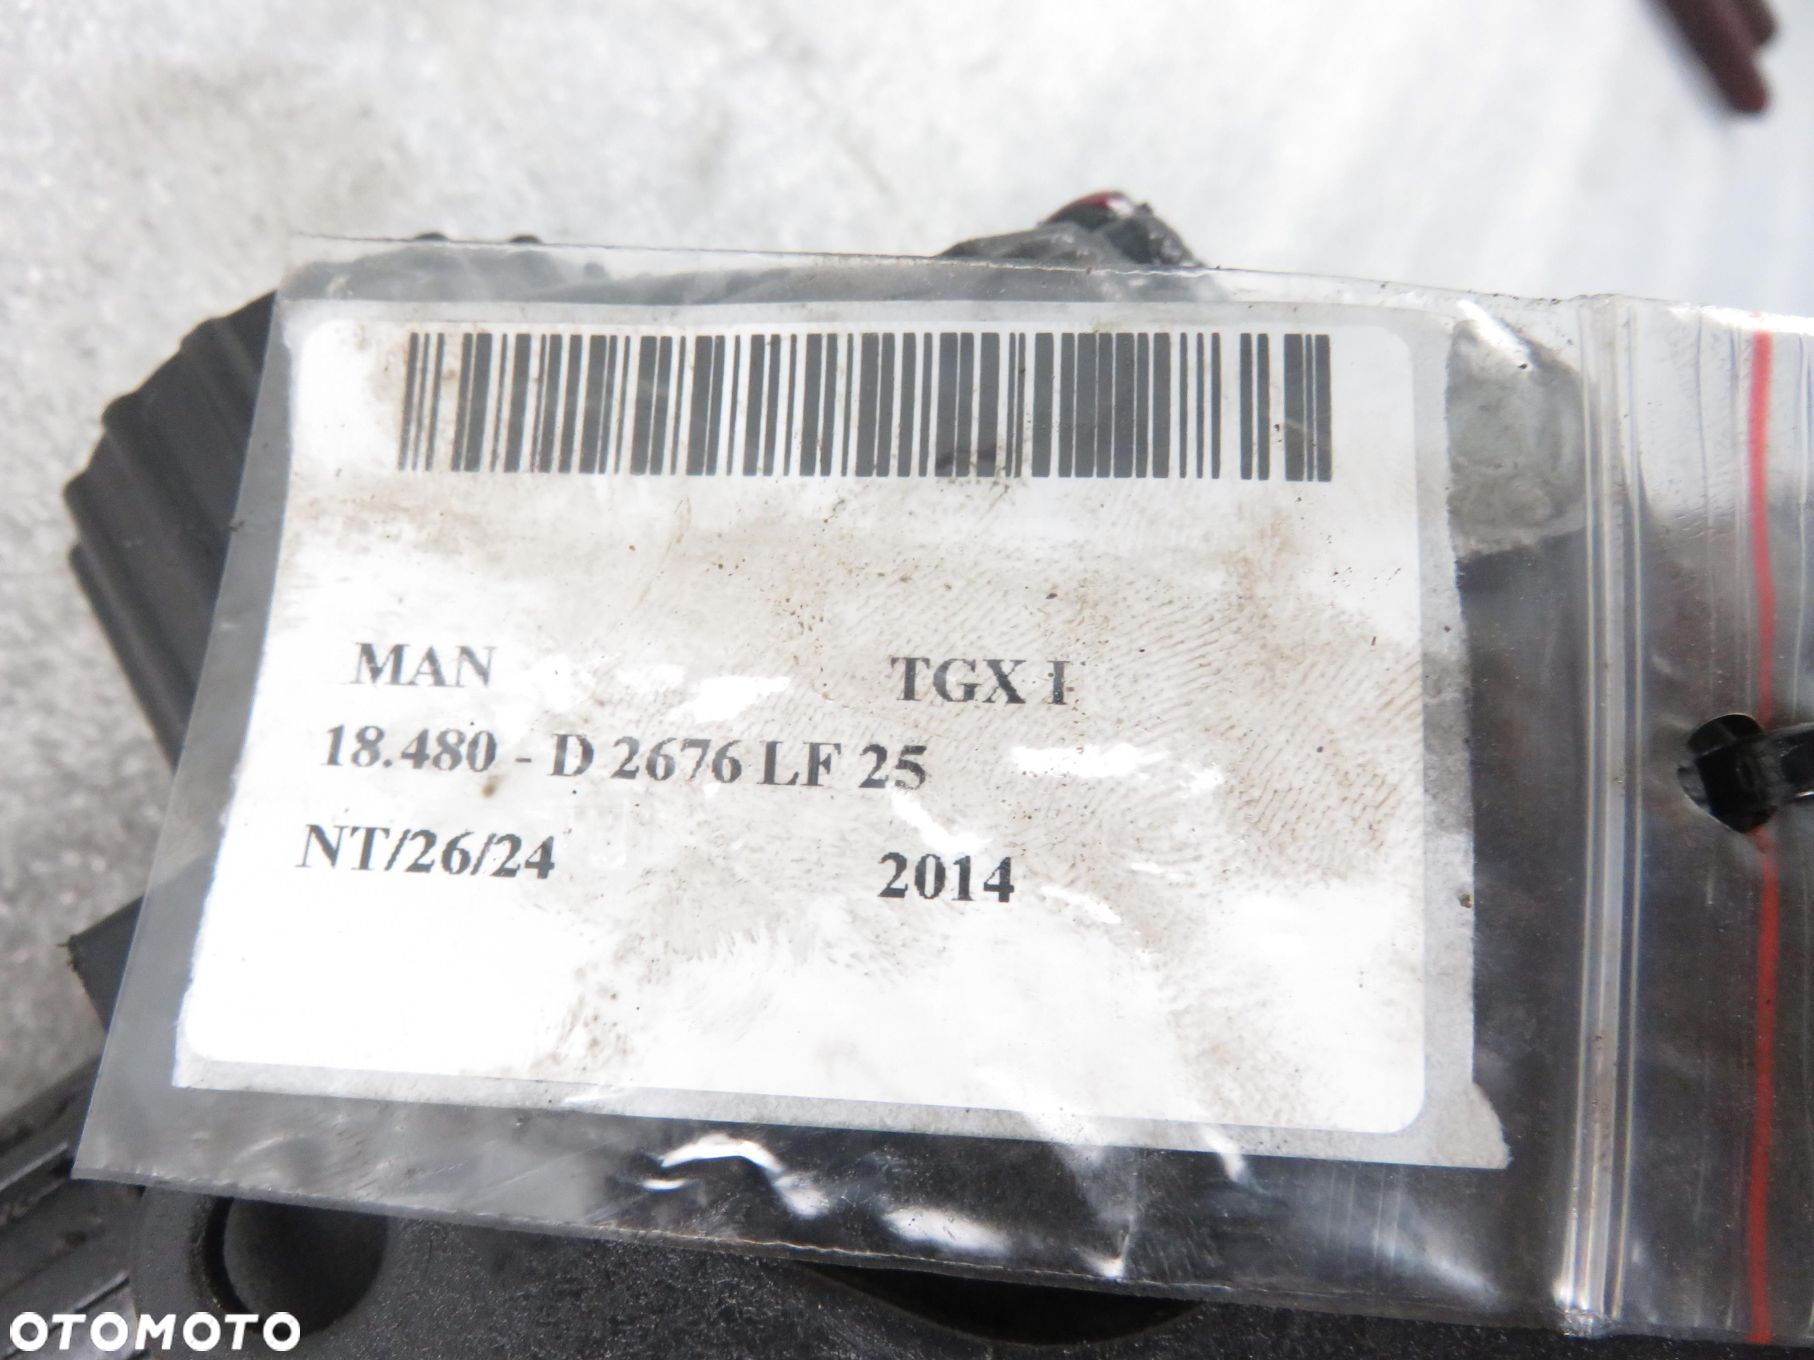 MAN TGX I
18.480 - D 2676 LF 25
NT/26/24 2014
OTOMOTO